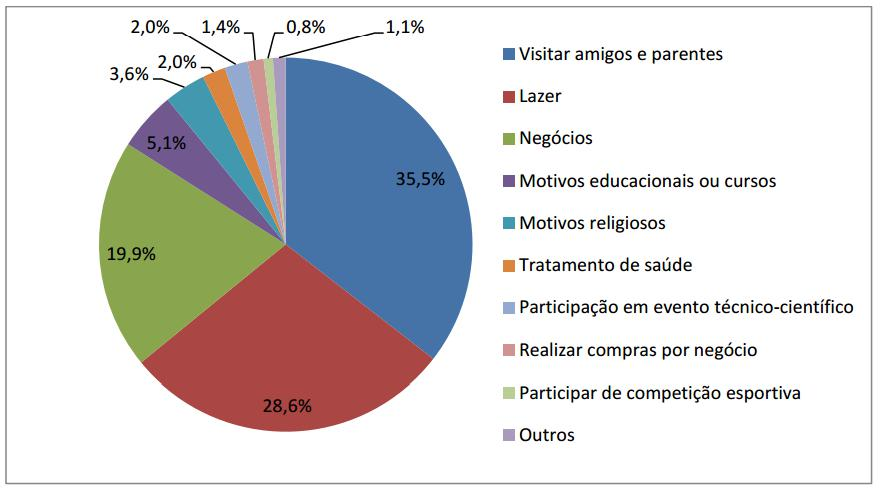 2,0%
1,4%
0,8%
1,1%
3,6%
2,0%
5,1%
35,5%
19,9%
28,6%
Visitar amigos e parentes
Lazer
Negócios
Motivos educacionais ou cursos
Motivos religiosos
Tratamento de saúde
Participação em evento técnico-científico
Realizar compras por negócio
Participar de competição esportiva
Outros